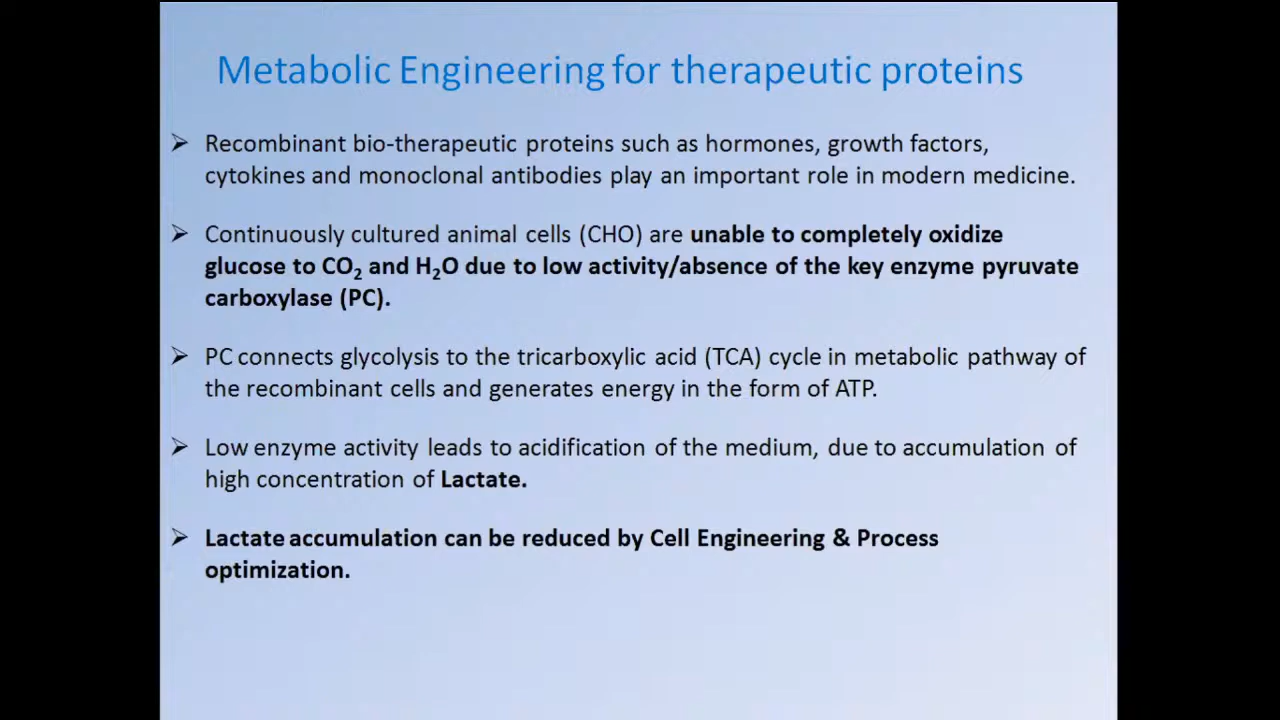 Metabolic Engineering for therapeutic proteins
➤ Recombinant bio-therapeutic proteins such as hormones, growth factors,
cytokines and monoclonal antibodies play an important role in modern medicine.
➤ Continuously cultured animal cells (CHO) are unable to completely oxidize
glucose to CO₂ and H₂O due to low activity/absence of the key enzyme pyruvate
carboxylase (PC).
➤ PC connects glycolysis to the tricarboxylic acid (TCA) cycle in metabolic pathway of
the recombinant cells and generates energy in the form of ATP.
➤ Low enzyme activity leads to acidification of the medium, due to accumulation of
high concentration of Lactate.
➤ Lactate accumulation can be reduced by Cell Engineering & Process
optimization.